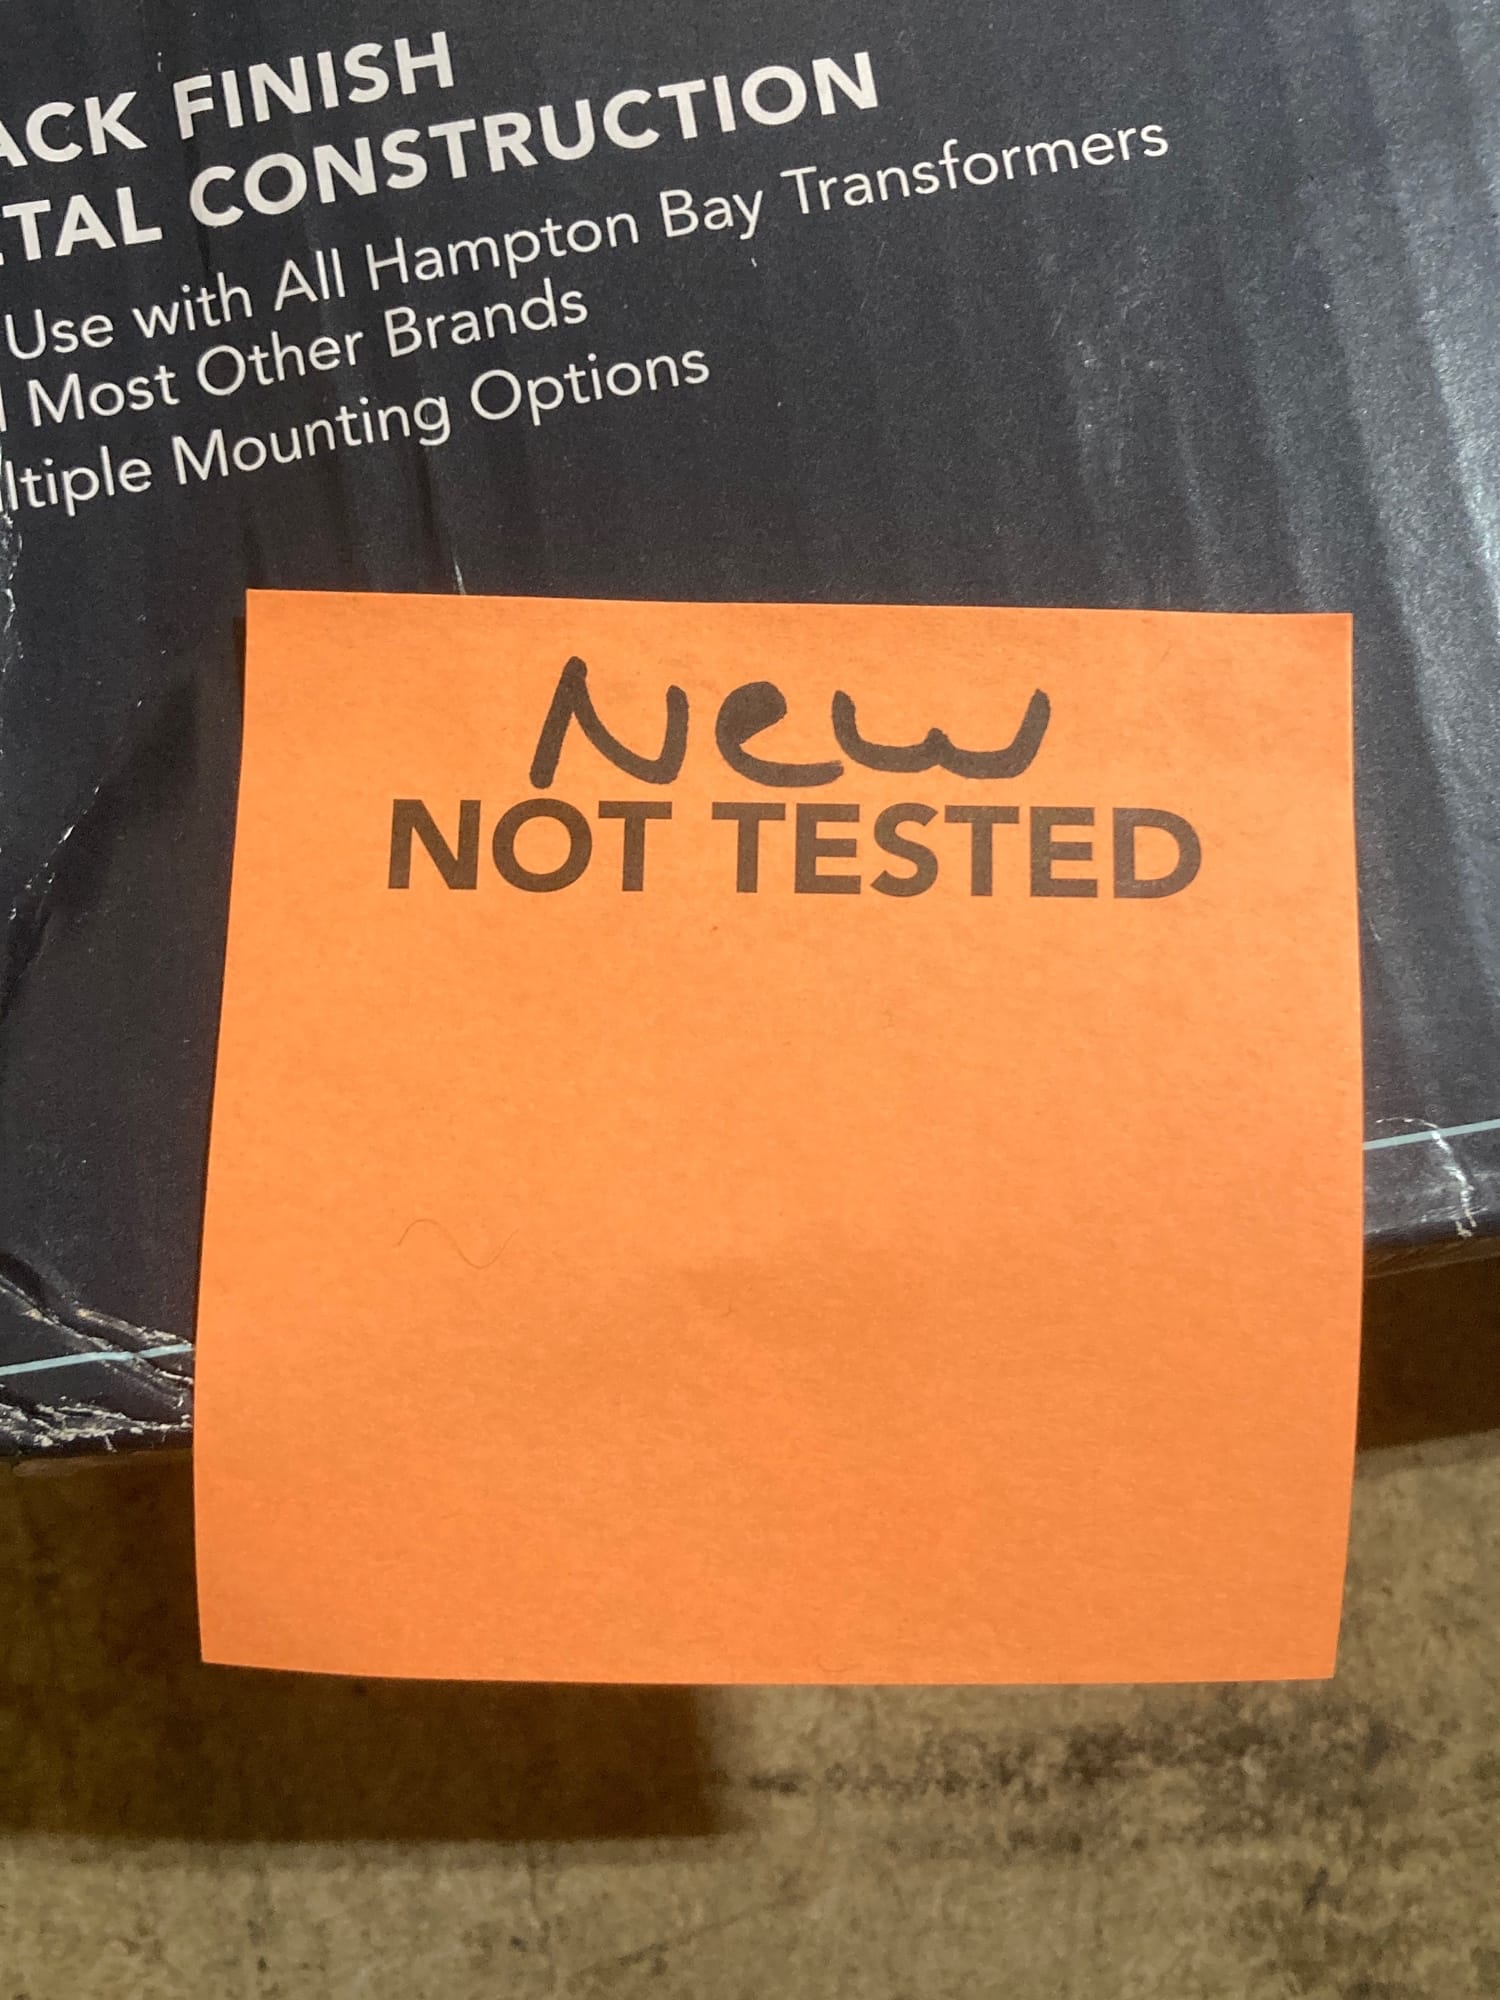 ACK FINISH
TAL CONSTRUCTION
Use with All Hampton Bay Transformers
Most Other Brands
ltiple Mounting Options
New
NOT TESTED